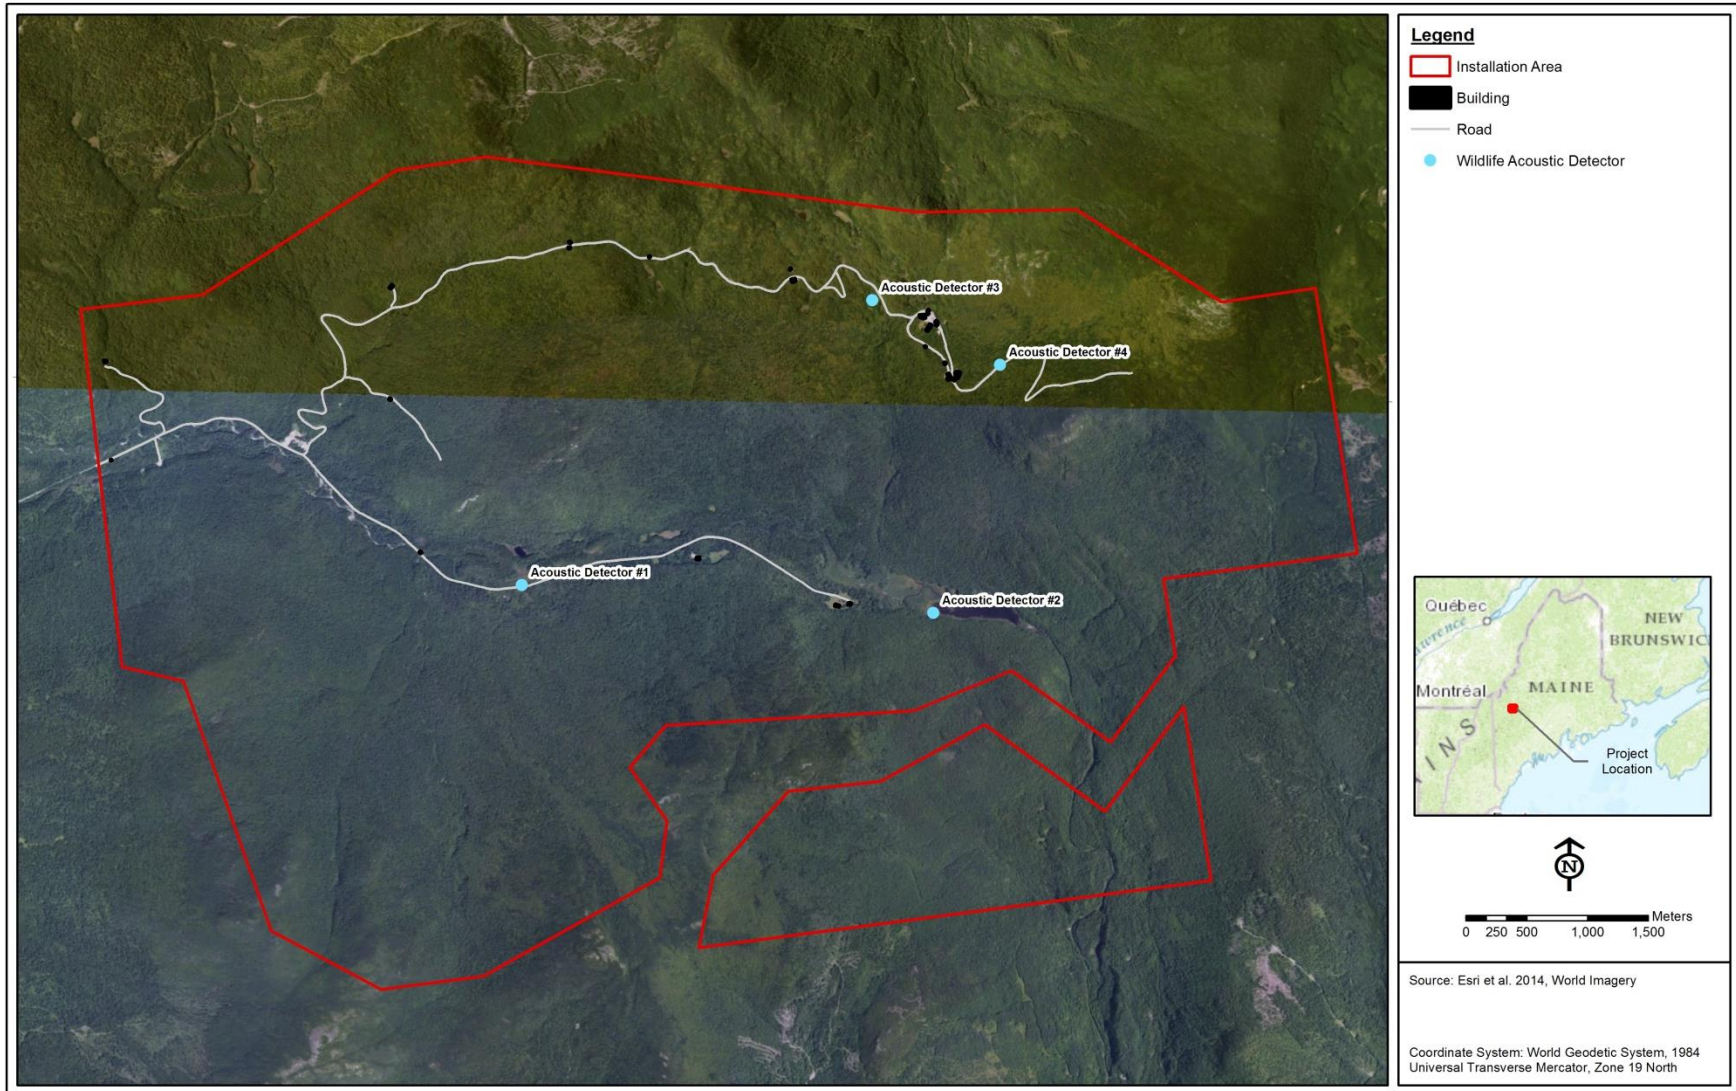 Legend
Installation Area
Building
Road
Wildlife Acoustic Detector
Acoustic Detector #3
Acoustic Detector #4
Acoustic Detector #1
Acoustic Detector #2
Québec
NEW
BRUNSWIC
Montréal
MAINE
INS
Project
Location
N
Meters
0 250 500 1,000 1,500
Source: Esri et al. 2014, World Imagery
Coordinate System: World Geodetic System, 1984
Universal Transverse Mercator, Zone 19 North